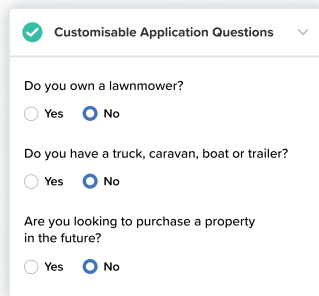 Customisable Application Questions
Do you own a lawnmower?
Yes No
Do you have a truck, caravan, boat or trailer?
Yes No
Are you looking to purchase a property
in the future?
Yes No